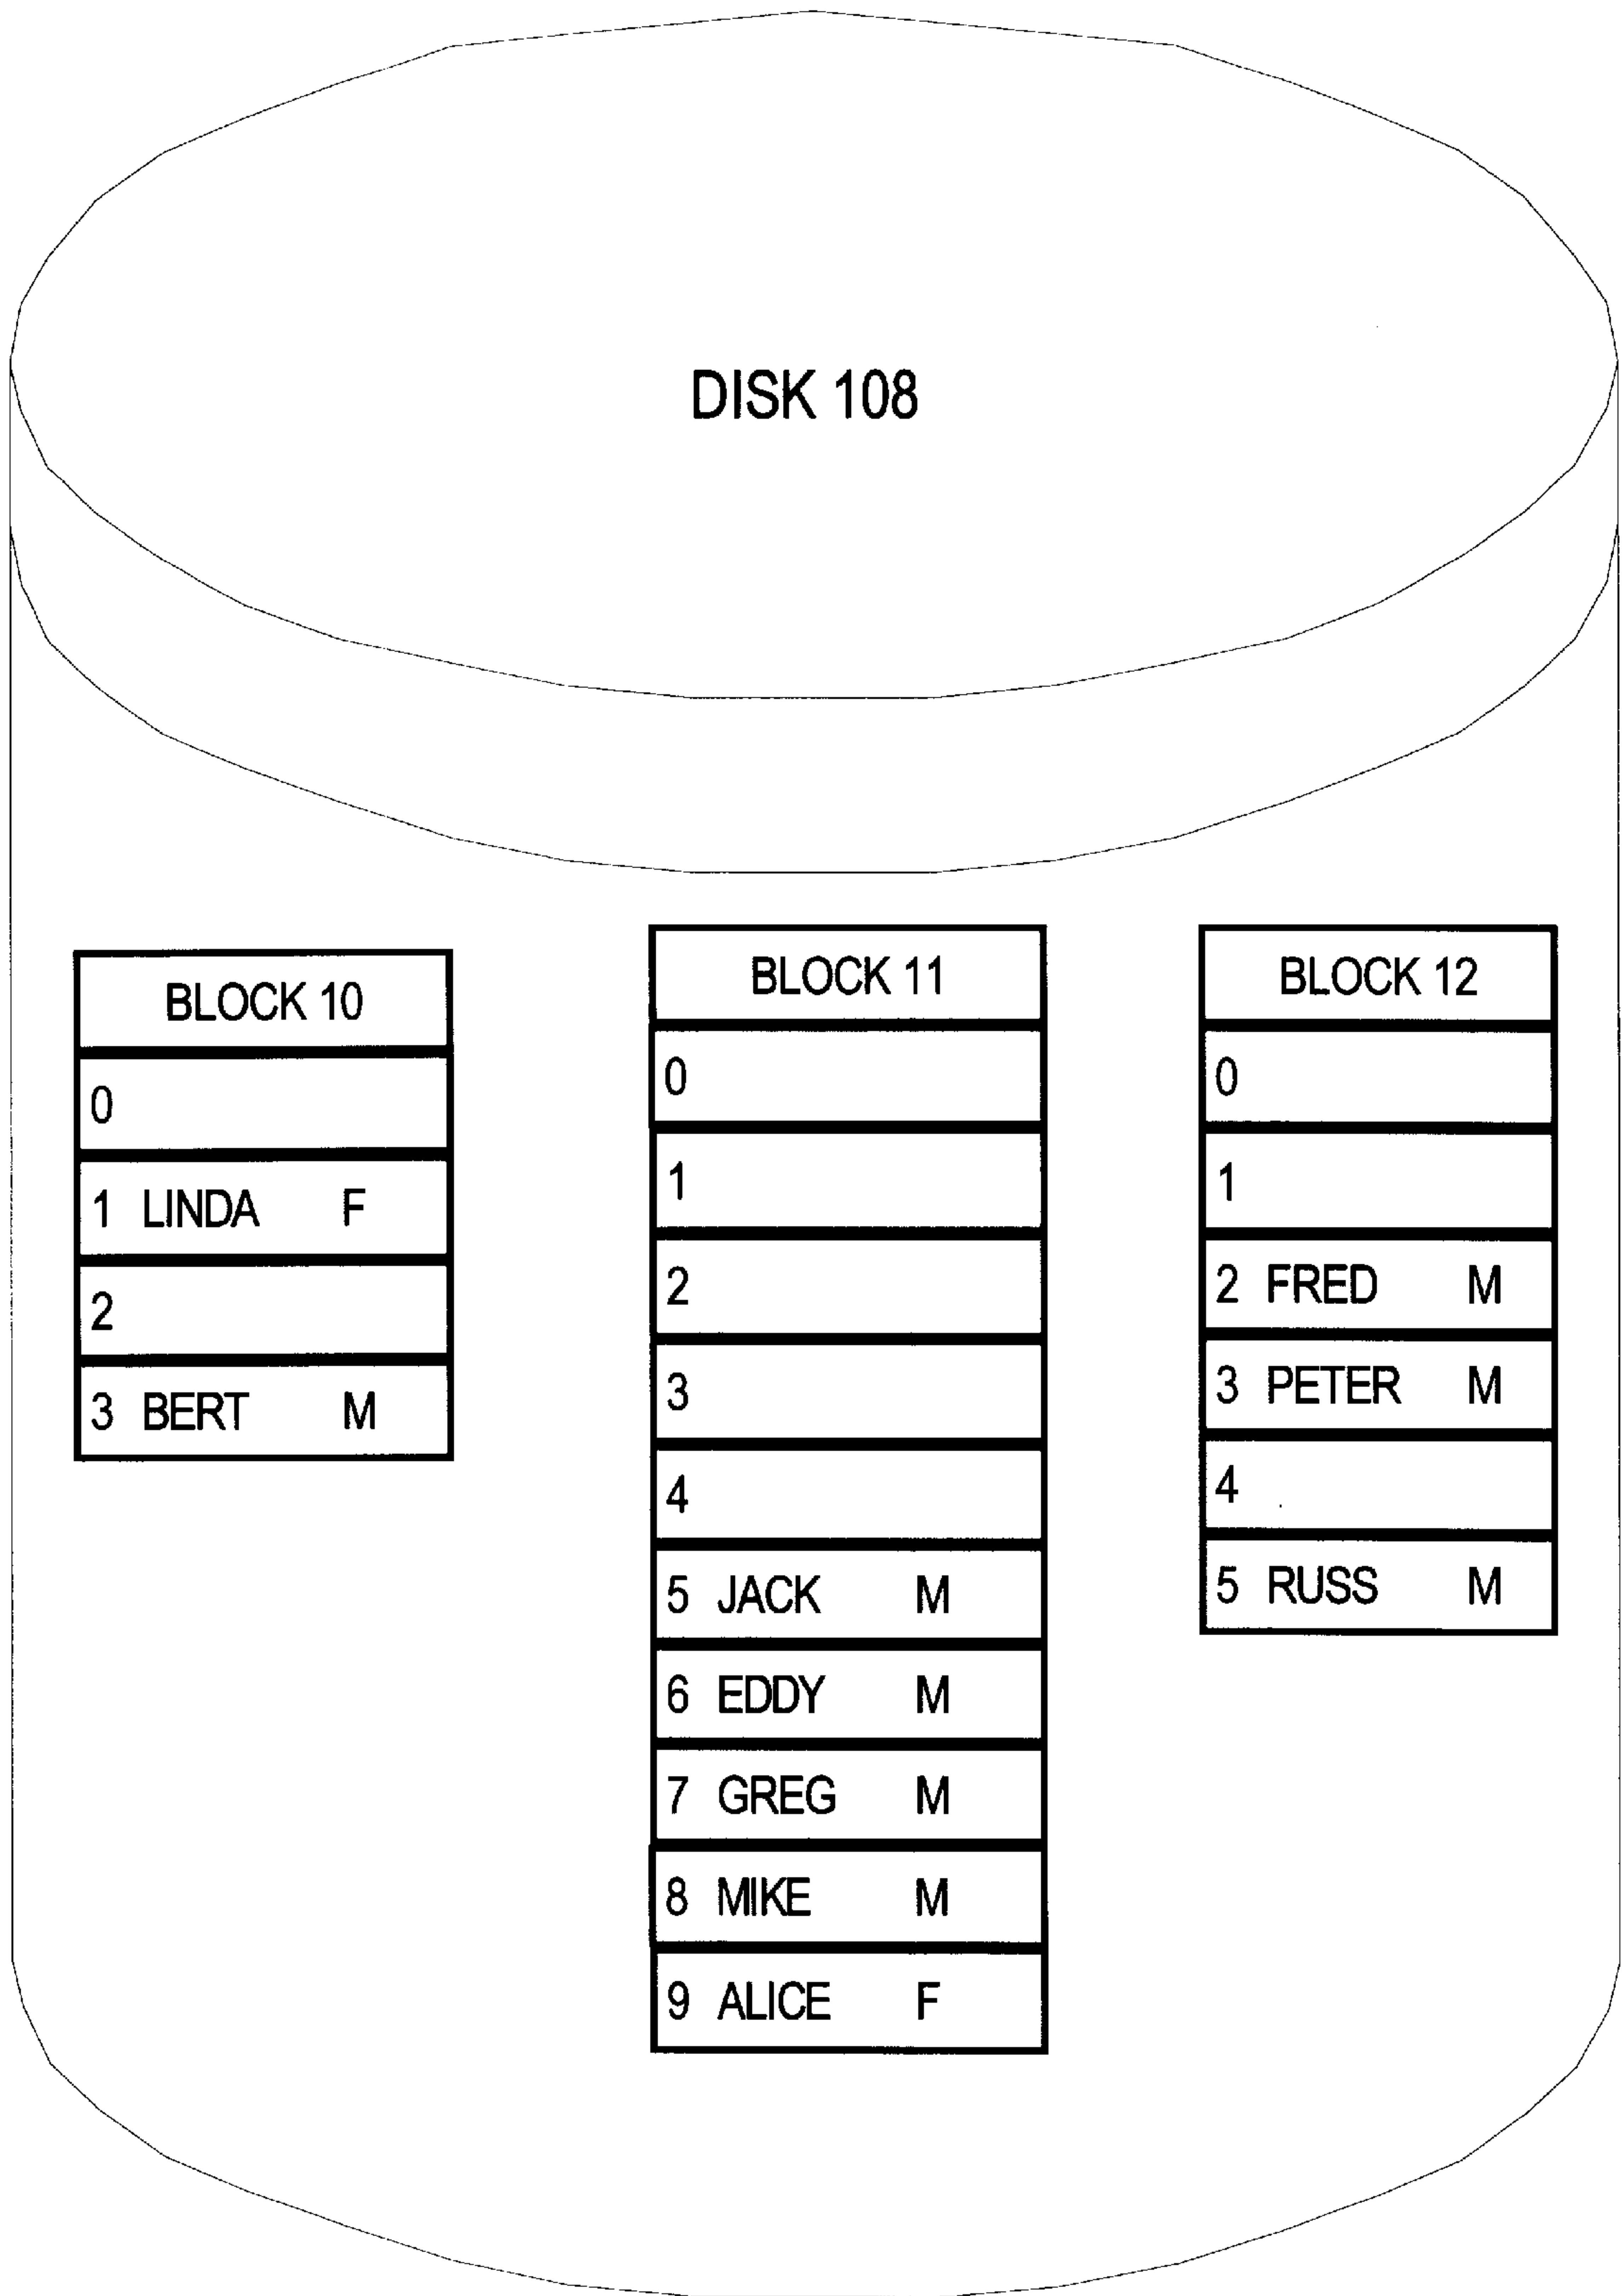 DISK 108
BLOCK 10
0
1 LINDA F
2
3 BERT M
BLOCK 11
0
1
2
3
4
5 JACK M
6 EDDY M
7 GREG M
8 MIKE M
9 ALICE F
BLOCK 12
0
1
2 FRED M
3 PETER M
4
5 RUSS M